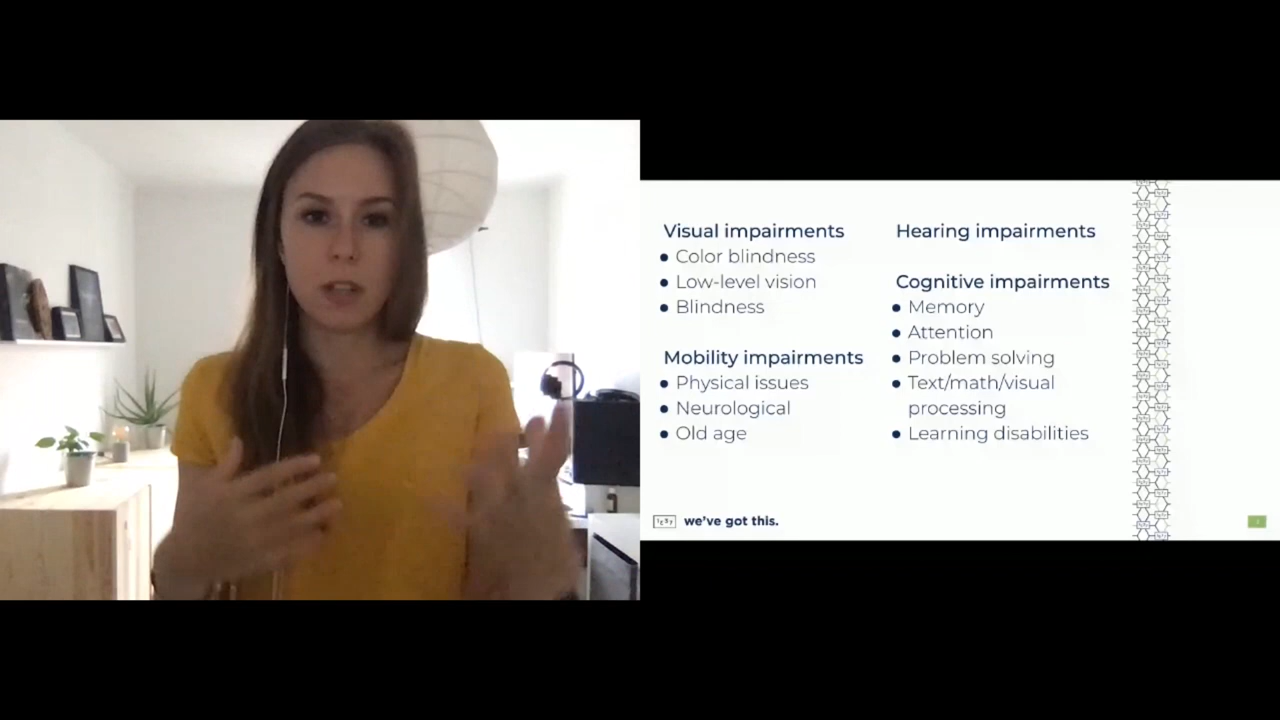 Visual impairments
• Color blindness
• Low-level vision
• Blindness
Mobility impairments
• Physical issues
• Neurological
• Old age
Hearing impairments
Cognitive impairments
• Memory
• Attention
• Problem solving
• Text/math/visual
processing
• Learning disabilities
we've got this.